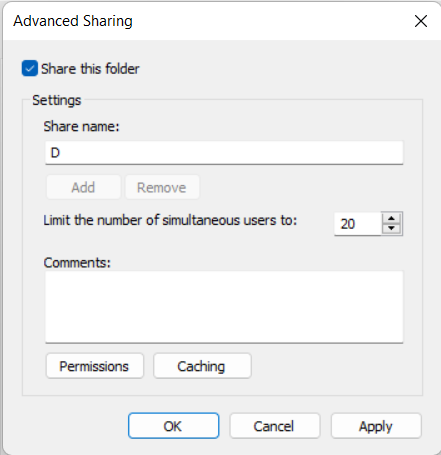 Advanced Sharing
Share this folder
Settings
Share name:
D
Add Remove
Limit the number of simultaneous users to: 20
Comments:
Permissions Caching
OK Cancel Apply